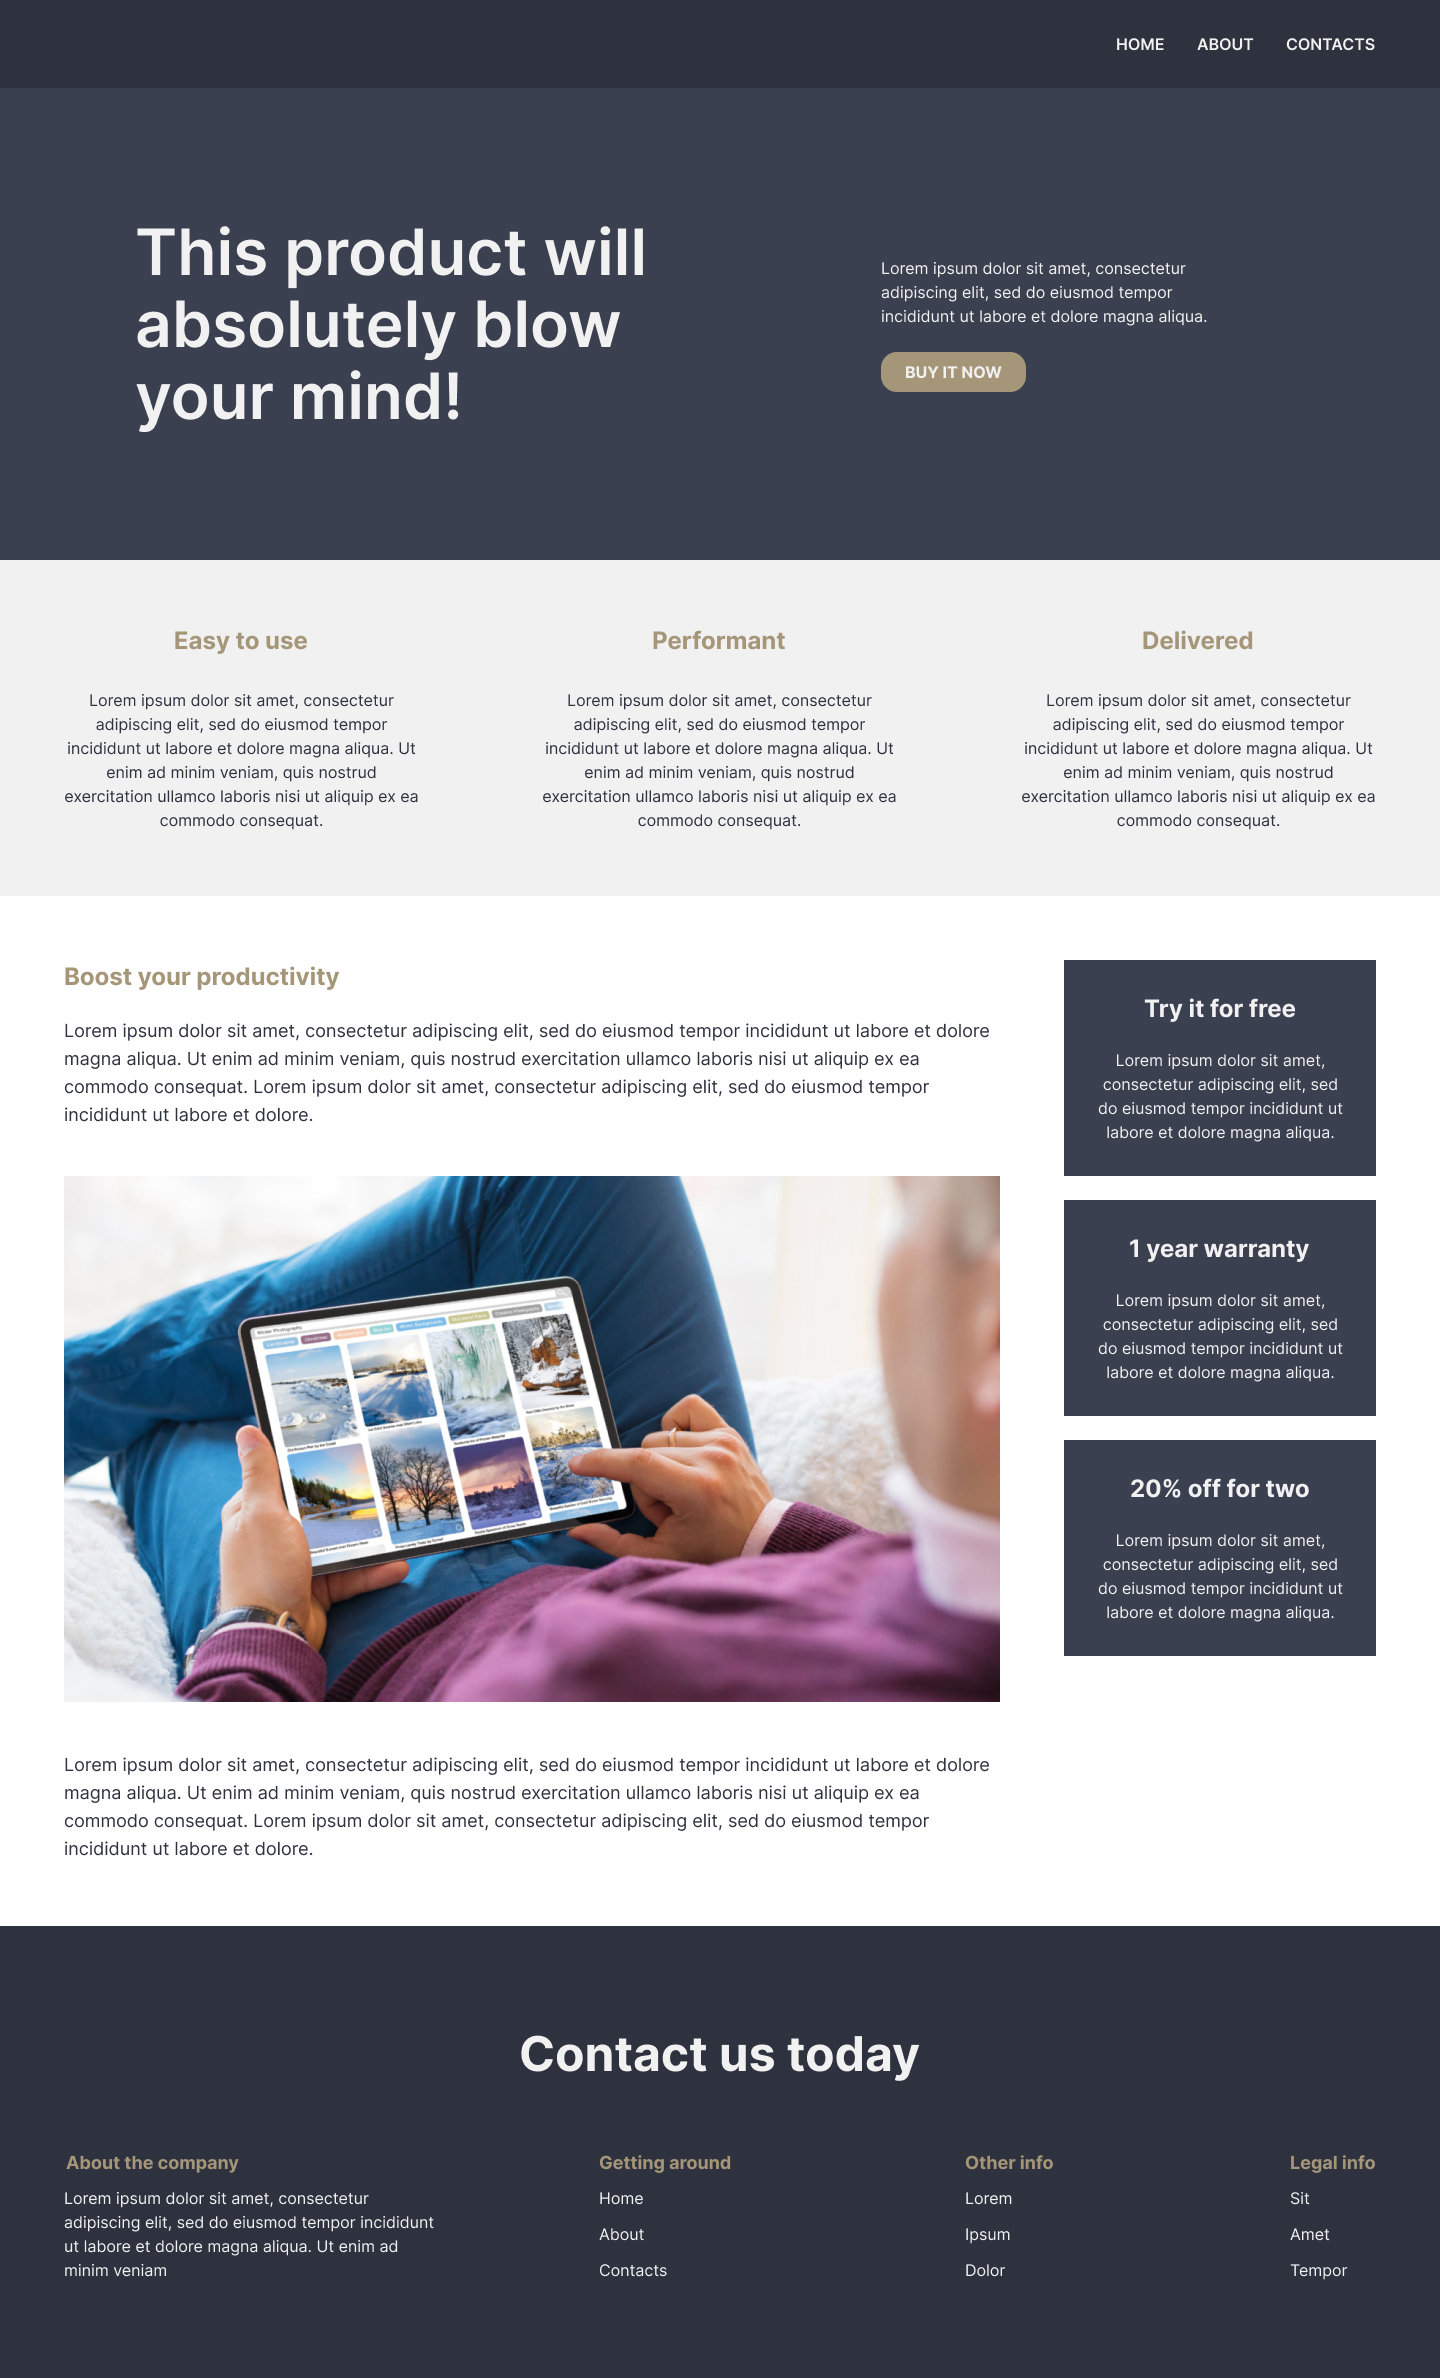 HOME ABOUT CONTACTS
This product will
absolutely blow
your mind!
Lorem ipsum dolor sit amet, consectetur
adipiscing elit, sed do eiusmod tempor
incididunt ut labore et dolore magna aliqua.
BUY IT NOW
Easy to use
Lorem ipsum dolor sit amet, consectetur
adipiscing elit, sed do eiusmod tempor
incididunt ut labore et dolore magna aliqua. Ut
enim ad minim veniam, quis nostrud
exercitation ullamco laboris nisi ut aliquip ex ea
commodo consequat.
Performant
Lorem ipsum dolor sit amet, consectetur
adipiscing elit, sed do eiusmod tempor
incididunt ut labore et dolore magna aliqua. Ut
enim ad minim veniam, quis nostrud
exercitation ullamco laboris nisi ut aliquip ex ea
commodo consequat.
Delivered
Lorem ipsum dolor sit amet, consectetur
adipiscing elit, sed do eiusmod tempor
incididunt ut labore et dolore magna aliqua. Ut
enim ad minim veniam, quis nostrud
exercitation ullamco laboris nisi ut aliquip ex ea
commodo consequat.
Boost your productivity
Lorem ipsum dolor sit amet, consectetur adipiscing elit, sed do eiusmod tempor incididunt ut labore et dolore
magna aliqua. Ut enim ad minim veniam, quis nostrud exercitation ullamco laboris nisi ut aliquip ex ea
commodo consequat. Lorem ipsum dolor sit amet, consectetur adipiscing elit, sed do eiusmod tempor
incididunt ut labore et dolore.
Winter Photography
Lorem ipsum dolor sit amet, consectetur adipiscing elit, sed do eiusmod tempor incididunt ut labore et dolore
magna aliqua. Ut enim ad minim veniam, quis nostrud exercitation ullamco laboris nisi ut aliquip ex ea
commodo consequat. Lorem ipsum dolor sit amet, consectetur adipiscing elit, sed do eiusmod tempor
incididunt ut labore et dolore.
Try it for free
Lorem ipsum dolor sit amet,
consectetur adipiscing elit, sed
do eiusmod tempor incididunt ut
labore et dolore magna aliqua.
1 year warranty
Lorem ipsum dolor sit amet,
consectetur adipiscing elit, sed
do eiusmod tempor incididunt ut
labore et dolore magna aliqua.
20% off for two
Lorem ipsum dolor sit amet,
consectetur adipiscing elit, sed
do eiusmod tempor incididunt ut
labore et dolore magna aliqua.
Contact us today
About the company
Lorem ipsum dolor sit amet, consectetur
adipiscing elit, sed do eiusmod tempor incididunt
ut labore et dolore magna aliqua. Ut enim ad
minim veniam
Getting around
Home
About
Contacts
Other info
Lorem
Ipsum
Dolor
Legal info
Sit
Amet
Tempor